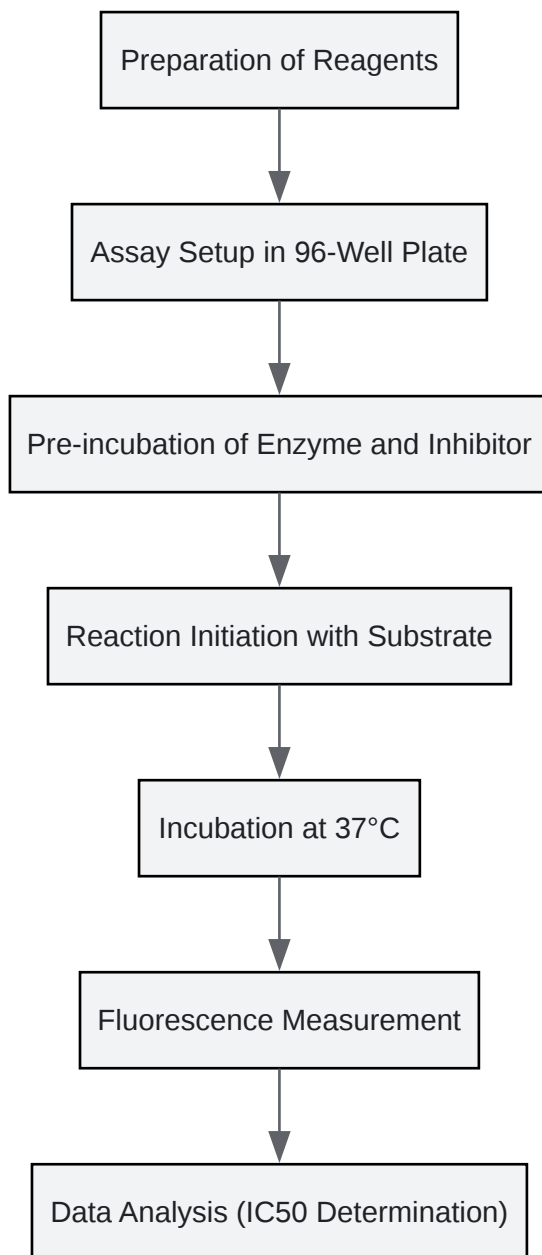 Preparation of Reagents
Assay Setup in 96-Well Plate
Pre-incubation of Enzyme and Inhibitor
Reaction Initiation with Substrate
Incubation at 37°C
Fluorescence Measurement
Data Analysis (IC50 Determination)